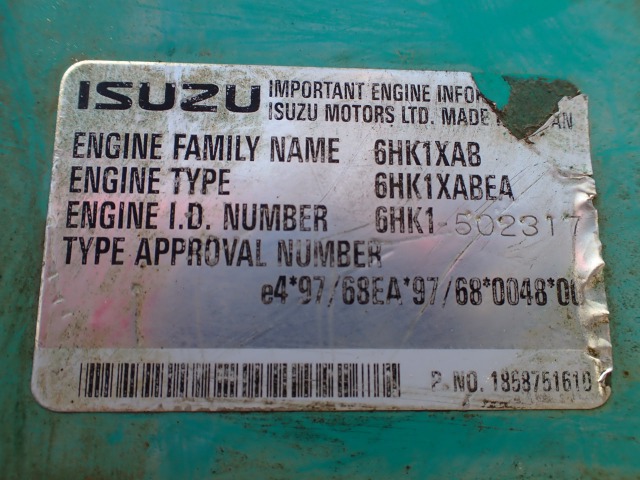 ISUZU IMPORTANT ENGINE
ISUZU MOTORS LTD. MADE
ENGINE FAMILY NAME 6HK1XAB
ENGINE TYPE 6HK1XABEA
ENGINE I.D. NUMBER 6HK1-502317
TYPE APPROVAL NUMBER
e4*97/68EA*97/68*0048*00
P NO. 1868751610